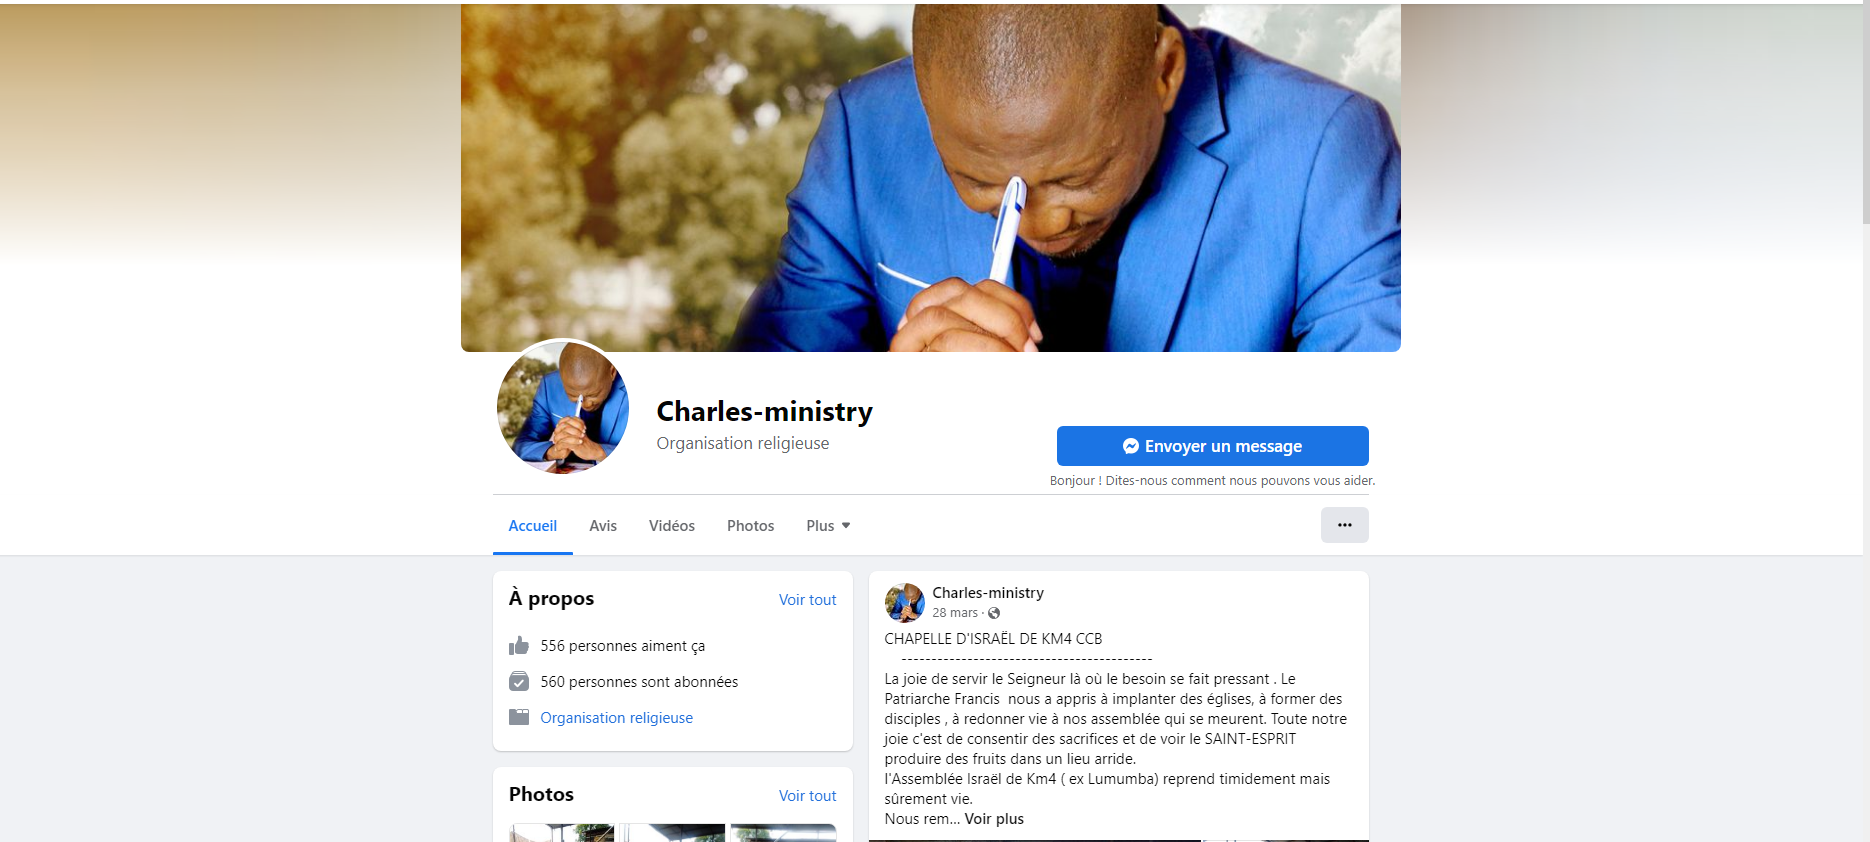 Charles-ministry
Organisation religieuse
Envoyer un message
Bonjour ! Dites-nous comment nous pouvons vous aider.
Accueil
Avis
Vidéos
Photos
Plus
À propos
Voir tout
556 personnes aiment ça
560 personnes sont abonnées
Organisation religieuse
Photos
Voir tout
Charles-ministry
28 mars ·
CHAPELLE D'ISRAËL DE KM4 CCB
------------------------------------------
La joie de servir le Seigneur là où le besoin se fait pressant . Le
Patriarche Francis  nous a appris à implanter des églises, à former des
disciples , à redonner vie à nos assemblée qui se meurent. Toute notre
joie c'est de consentir des sacrifices et de voir le SAINT-ESPRIT
produire des fruits dans un lieu arride.
l'Assemblée Israël de Km4 ( ex Lumumba) reprend timidement mais
sûrement vie.
Nous rem... Voir plus